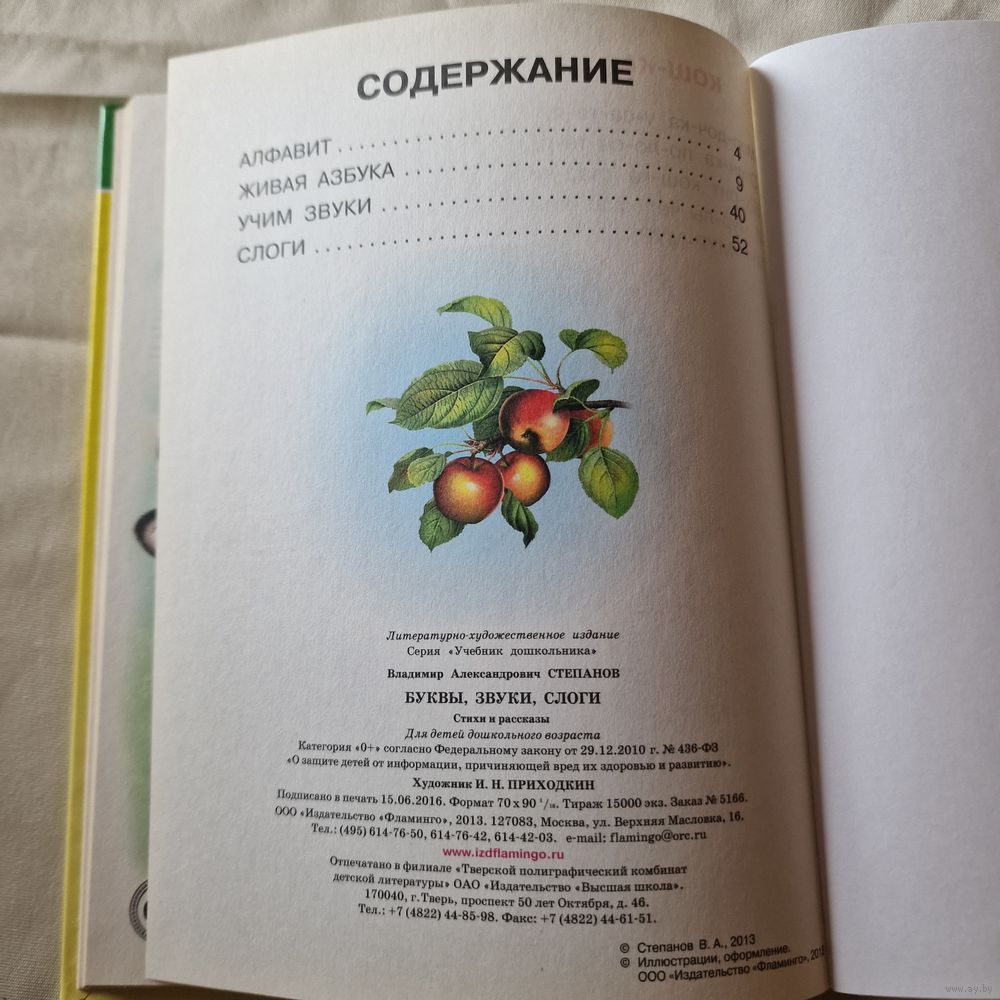 СОДЕРЖАНИЕ
АЛФАВИТ . . . . . . . . . . . . . . . . . . . . . . . . . . . . . . . . . . 4
ЖИВАЯ АЗБУКА . . . . . . . . . . . . . . . . . . . . . . . . . . . . 9
УЧИМ ЗВУКИ . . . . . . . . . . . . . . . . . . . . . . . . . . . . . . 40
СЛОГИ . . . . . . . . . . . . . . . . . . . . . . . . . . . . . . . . . . . . 52
Литературно-художественное издание
Серия «Учебник дошкольника»
Владимир Александрович СТЕПАНОВ
БУКВЫ, ЗВУКИ, СЛОГИ
Стихи и рассказы
Для детей дошкольного возраста
Категория «0+» согласно Федеральному закону от 29.12.2010 г. № 436-ФЗ
«О защите детей от информации, причиняющей вред их здоровью и развитию».
Художник И. Н. ПРИХОДКИН
Подписано в печать 15.06.2016. Формат 70 x 90 1/16. Тираж 15000 экз. Заказ № 5166.
ООО «Издательство «Фламинго», 2013. 127083, Москва, ул. Верхняя Масловка, 16.
Тел.: (495) 614-76-50, 614-76-42, 614-42-03. e-mail: flamingo@orc.ru
www.izdflamingo.ru
Отпечатано в филиале «Тверской полиграфический комбинат
детской литературы» ОАО «Издательство «Высшая школа».
170040, г. Тверь, проспект 50 лет Октября, д. 46.
Тел.: +7 (4822) 44-85-98. Факс: +7 (4822) 44-61-51.
© Степанов В. А., 2013
© Иллюстрации, оформление.
ООО «Издательство «Фламинго»,
www.ay.by